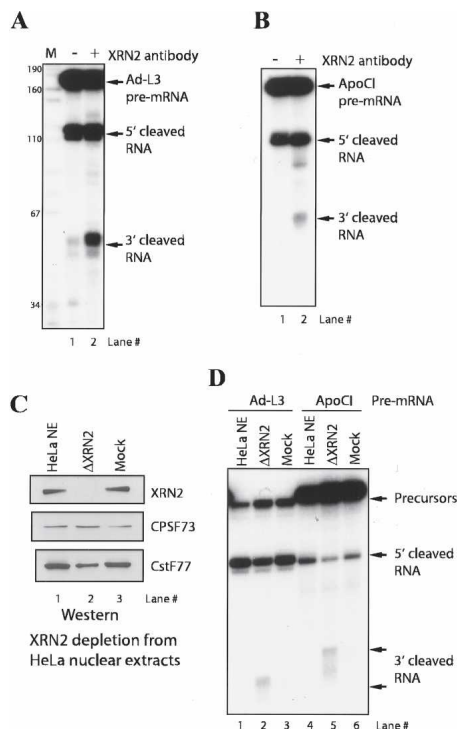 A
M - + XRN2 antibody
190
160
110
67
34
Ad-L3
pre-mRNA
5' cleaved
RNA
3' cleaved
RNA
1 2 Lane #
B
- + XRN2 antibody
ApoCI
pre-mRNA
5' cleaved
RNA
3' cleaved
RNA
1 2 Lane #
C
HeLa NE
ΔXRN2
Mock
XRN2
CPSF73
CstF77
1 2 3 Lane #
Western
XRN2 depletion from
HeLa nuclear extracts
D
Ad-L3 ApoCI Pre-mRNA
HeLa NE
ΔXRN2
Mock
HeLa NE
ΔXRN2
Mock
Precursors
5' cleaved
RNA
3' cleaved
RNA
1 2 3 4 5 6 Lane #